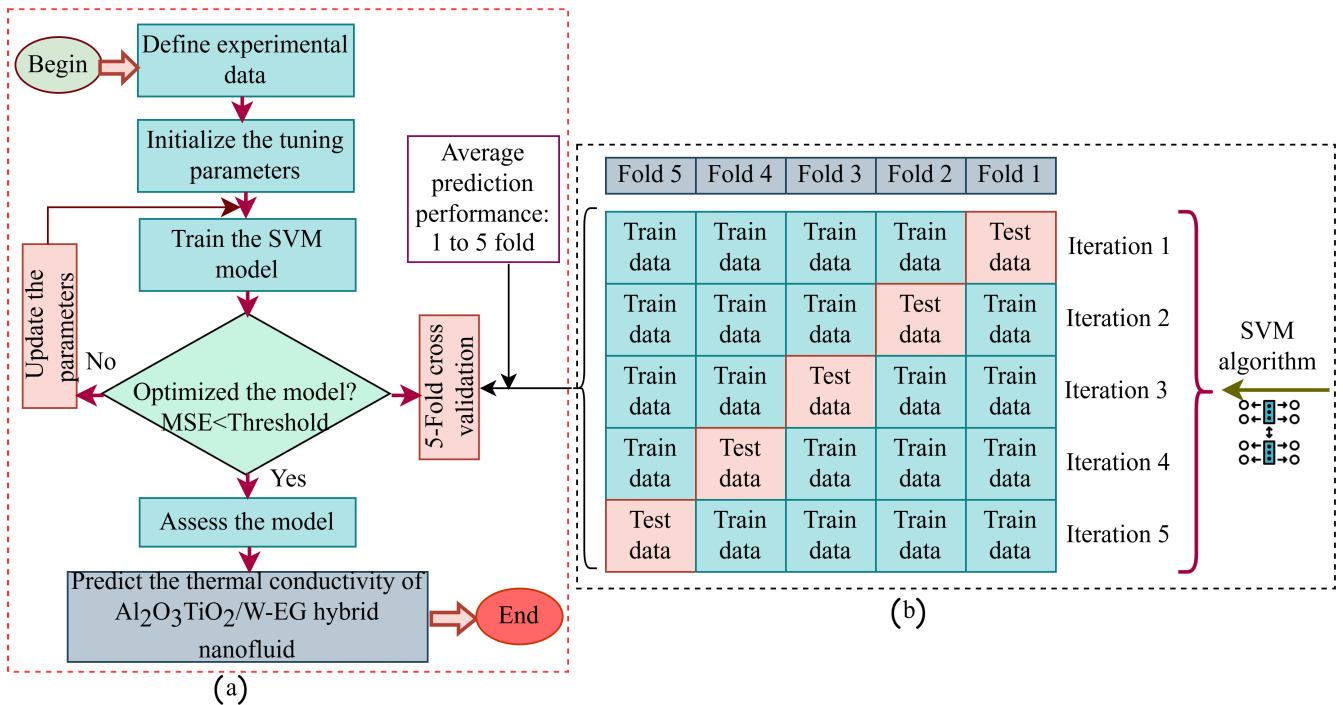 Begin
Define experimental
data
Initialize the tuning
parameters
Train the SVM
model
Update the
parameters
No
Optimized the model?
MSE<Threshold
Yes
5-Fold cross
validation
Assess the model
Predict the thermal conductivity of
Al₂O₃TiO₂/W-EG hybrid
nanofluid
End
(a)
Average
prediction
performance:
1 to 5 fold
Fold 5 Fold 4 Fold 3 Fold 2 Fold 1
Train Train Train Train Test
data data data data data
Iteration 1
Train Train Train Test Train
data data data data data
Iteration 2
Train Train Test Train Train
data data data data data
Iteration 3
Train Test Train Train Train
data data data data data
Iteration 4
Test Train Train Train Train
data data data data data
Iteration 5
SVM
algorithm
(b)